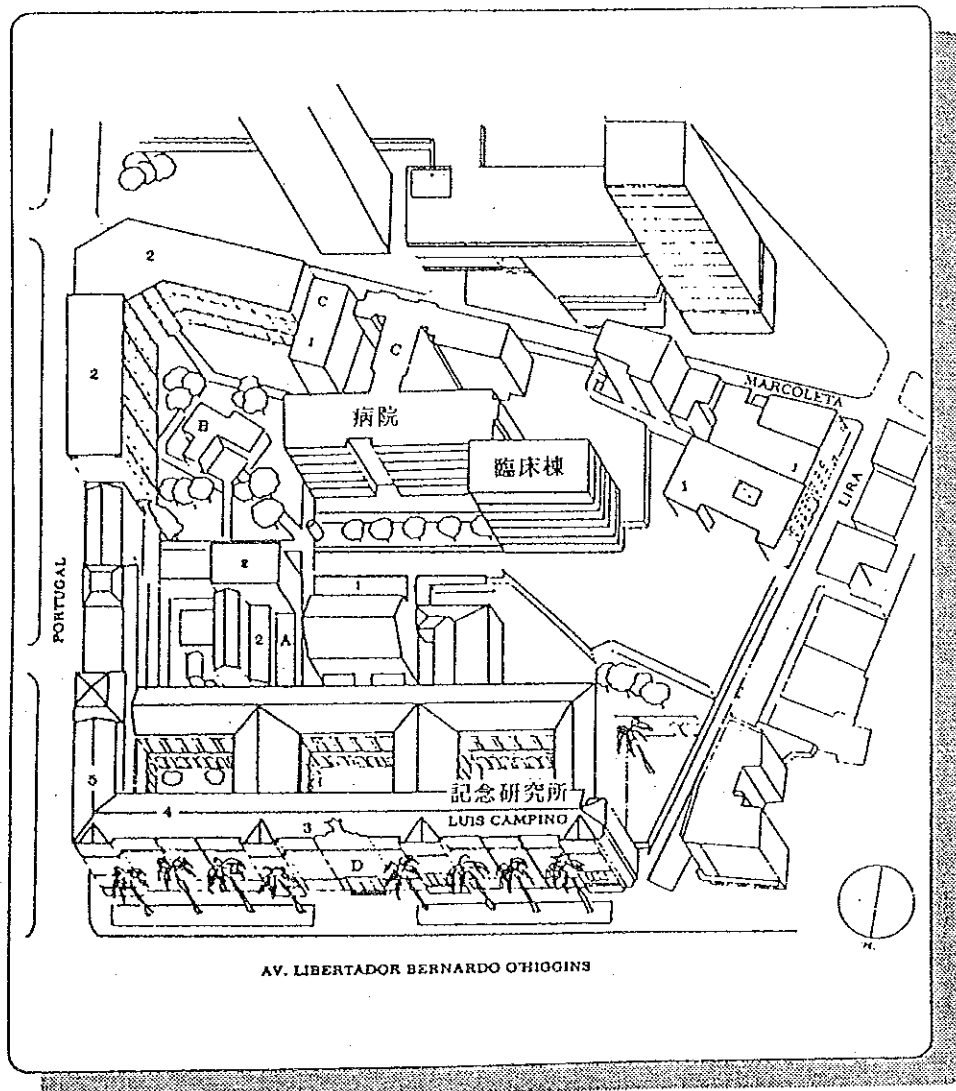 2
C
1
C
2
MARCOLETA
病院
B
臨床棟
1
1
LIRA
2
1
PORTUGAL
2
A
5
記念研究所
4
LUIS CAMPINO
3
D
N.
AV. LIBERTADOR BERNARDO O'HIGGINS